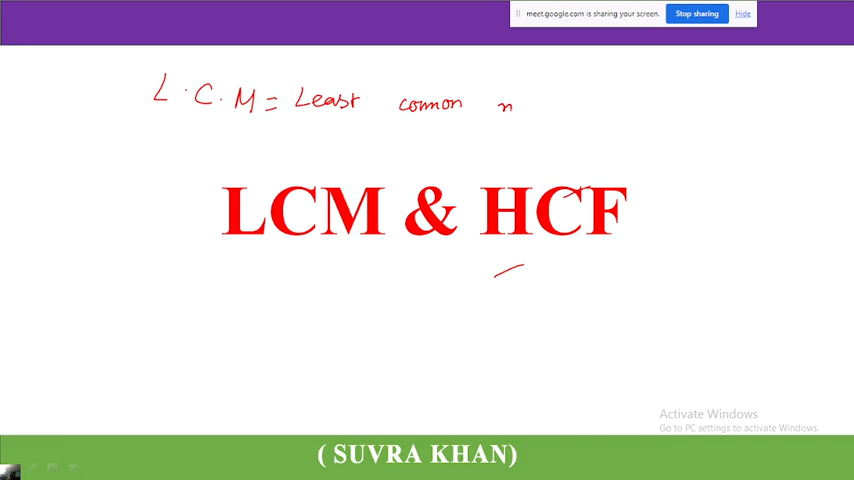 meet.google.com is sharing your screen. Stop sharing Hide
L.C.M = Least common m
LCM & HCF
Activate Windows
Go to PC settings to activate Windows.
( SUVRA KHAN)